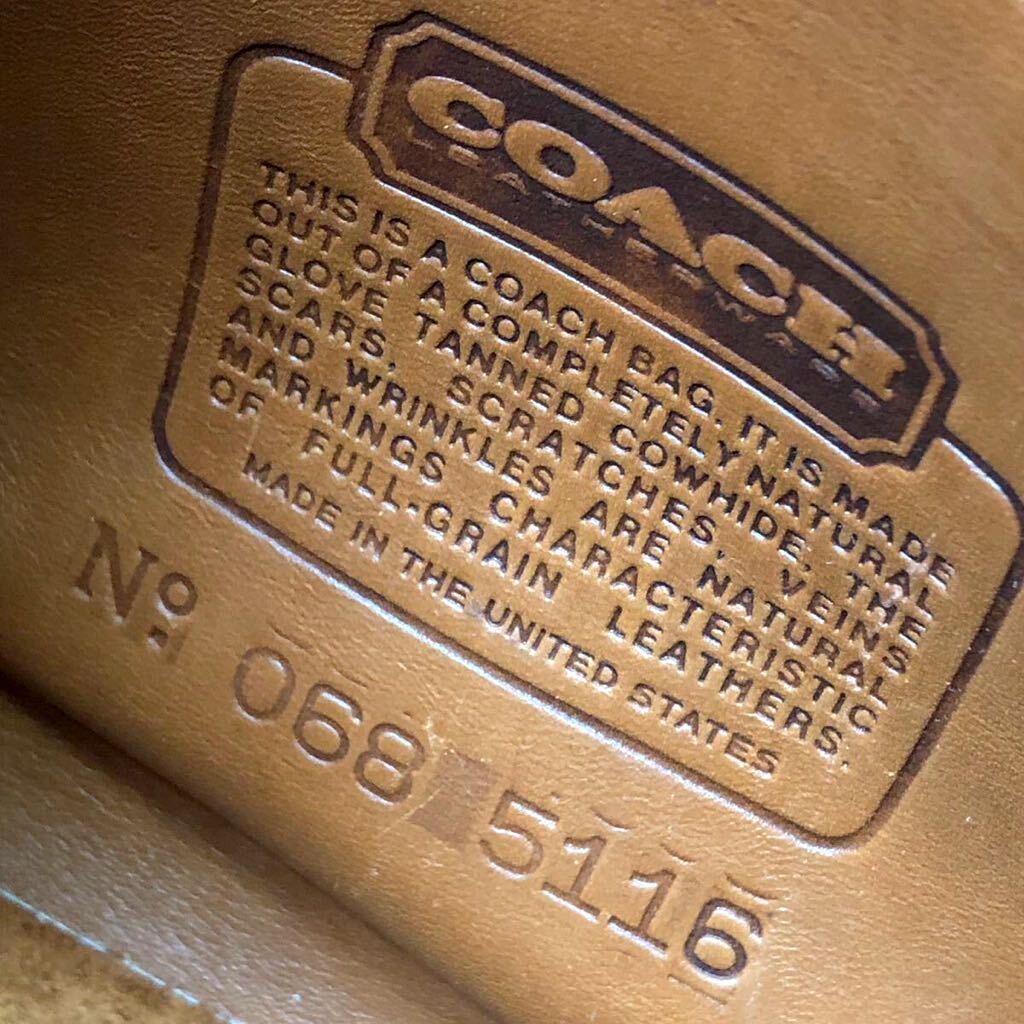 COACH
LEATHERWARE
THIS IS A COACH BAG. IT IS MADE
OUT OF A COMPLETELY NATURAL
GLOVE TANNED COWHIDE. THE
SCARS, SCRATCHES, VEINS
AND WRINKLES ARE NATURAL
MARKINGS CHARACTERISTIC
OF FULL-GRAIN LEATHERS.
MADE IN THE UNITED STATES
No. 068-5116